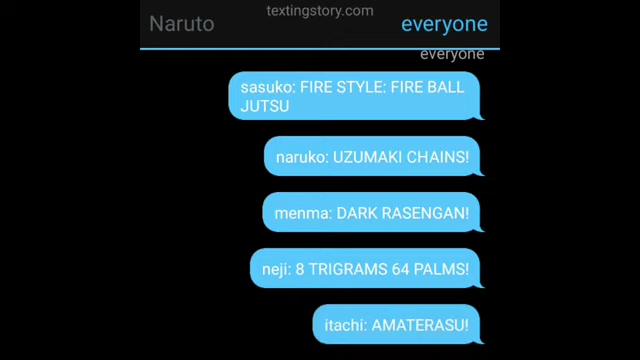 textingstory.com
Naruto everyone
everyone
sasuko: FIRE STYLE: FIRE BALL
JUTSU
naruko: UZUMAKI CHAINS!
menma: DARK RASENGAN!
neji: 8 TRIGRAMS 64 PALMS!
itachi: AMATERASU!